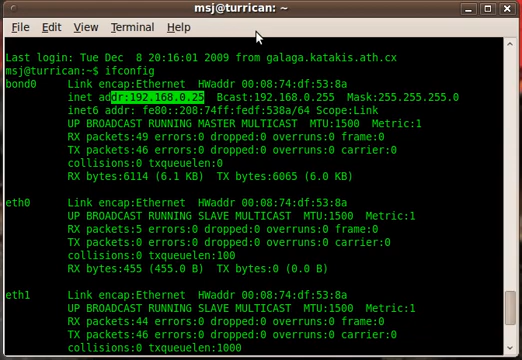 msj@turrican: ~
File Edit View Terminal Help
Last login: Tue Dec  8 20:16:01 2009 from galaga.katakis.ath.cx
msj@turrican:~$ ifconfig
bond0     Link encap:Ethernet  HWaddr 00:08:74:df:53:8a
          inet addr:192.168.0.25  Bcast:192.168.0.255  Mask:255.255.255.0
          inet6 addr: fe80::208:74ff:fedf:538a/64 Scope:Link
          UP BROADCAST RUNNING MASTER MULTICAST  MTU:1500  Metric:1
          RX packets:49 errors:0 dropped:0 overruns:0 frame:0
          TX packets:46 errors:0 dropped:0 overruns:0 carrier:0
          collisions:0 txqueuelen:0
          RX bytes:6114 (6.1 KB)  TX bytes:6065 (6.0 KB)
eth0      Link encap:Ethernet  HWaddr 00:08:74:df:53:8a
          UP BROADCAST RUNNING SLAVE MULTICAST  MTU:1500  Metric:1
          RX packets:5 errors:0 dropped:0 overruns:0 frame:0
          TX packets:0 errors:0 dropped:0 overruns:0 carrier:0
          collisions:0 txqueuelen:100
          RX bytes:455 (455.0 B)  TX bytes:0 (0.0 B)
eth1      Link encap:Ethernet  HWaddr 00:08:74:df:53:8a
          UP BROADCAST RUNNING SLAVE MULTICAST  MTU:1500  Metric:1
          RX packets:44 errors:0 dropped:0 overruns:0 frame:0
          TX packets:46 errors:0 dropped:0 overruns:0 carrier:0
          collisions:0 txqueuelen:1000